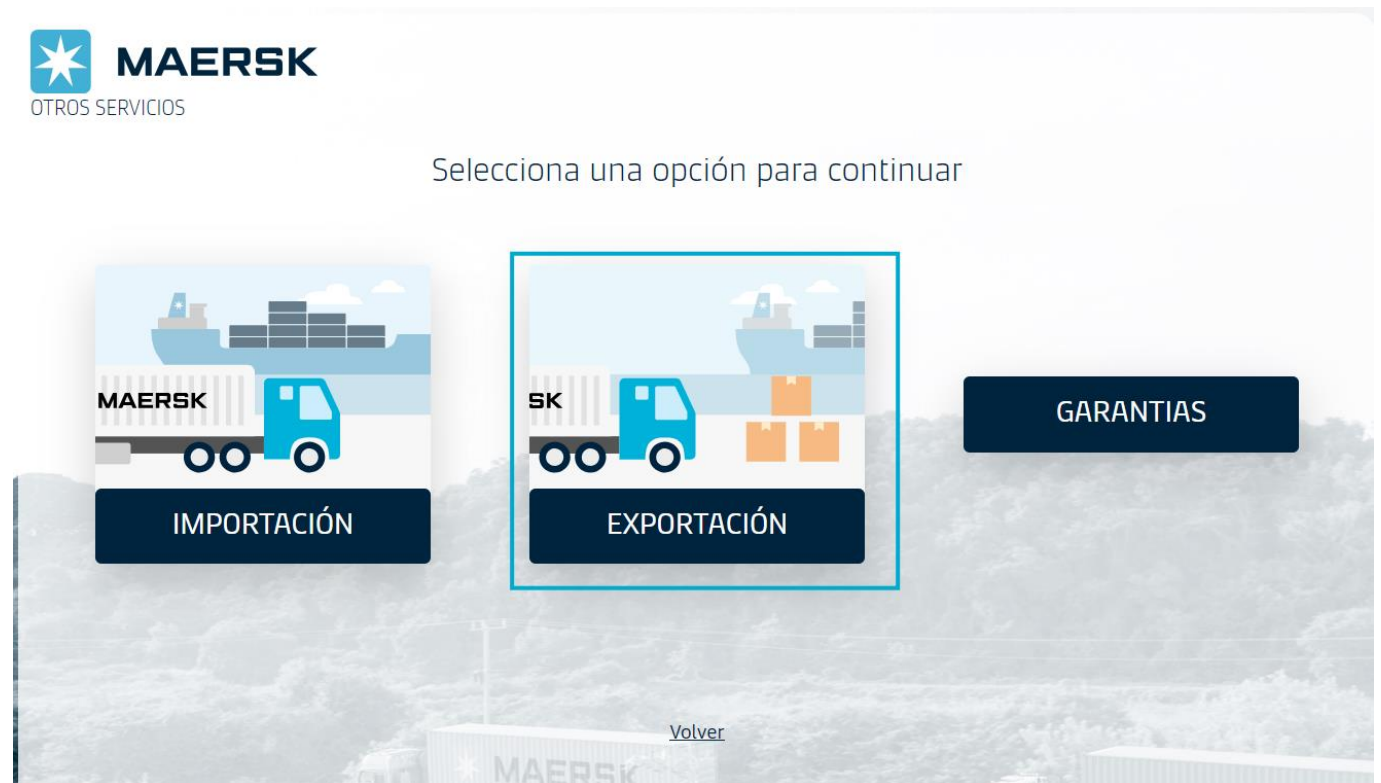 MAERSK
OTROS SERVICIOS
Selecciona una opción para continuar
MAERSK
SK
GARANTIAS
IMPORTACIÓN
EXPORTACIÓN
Volver
MAERSK